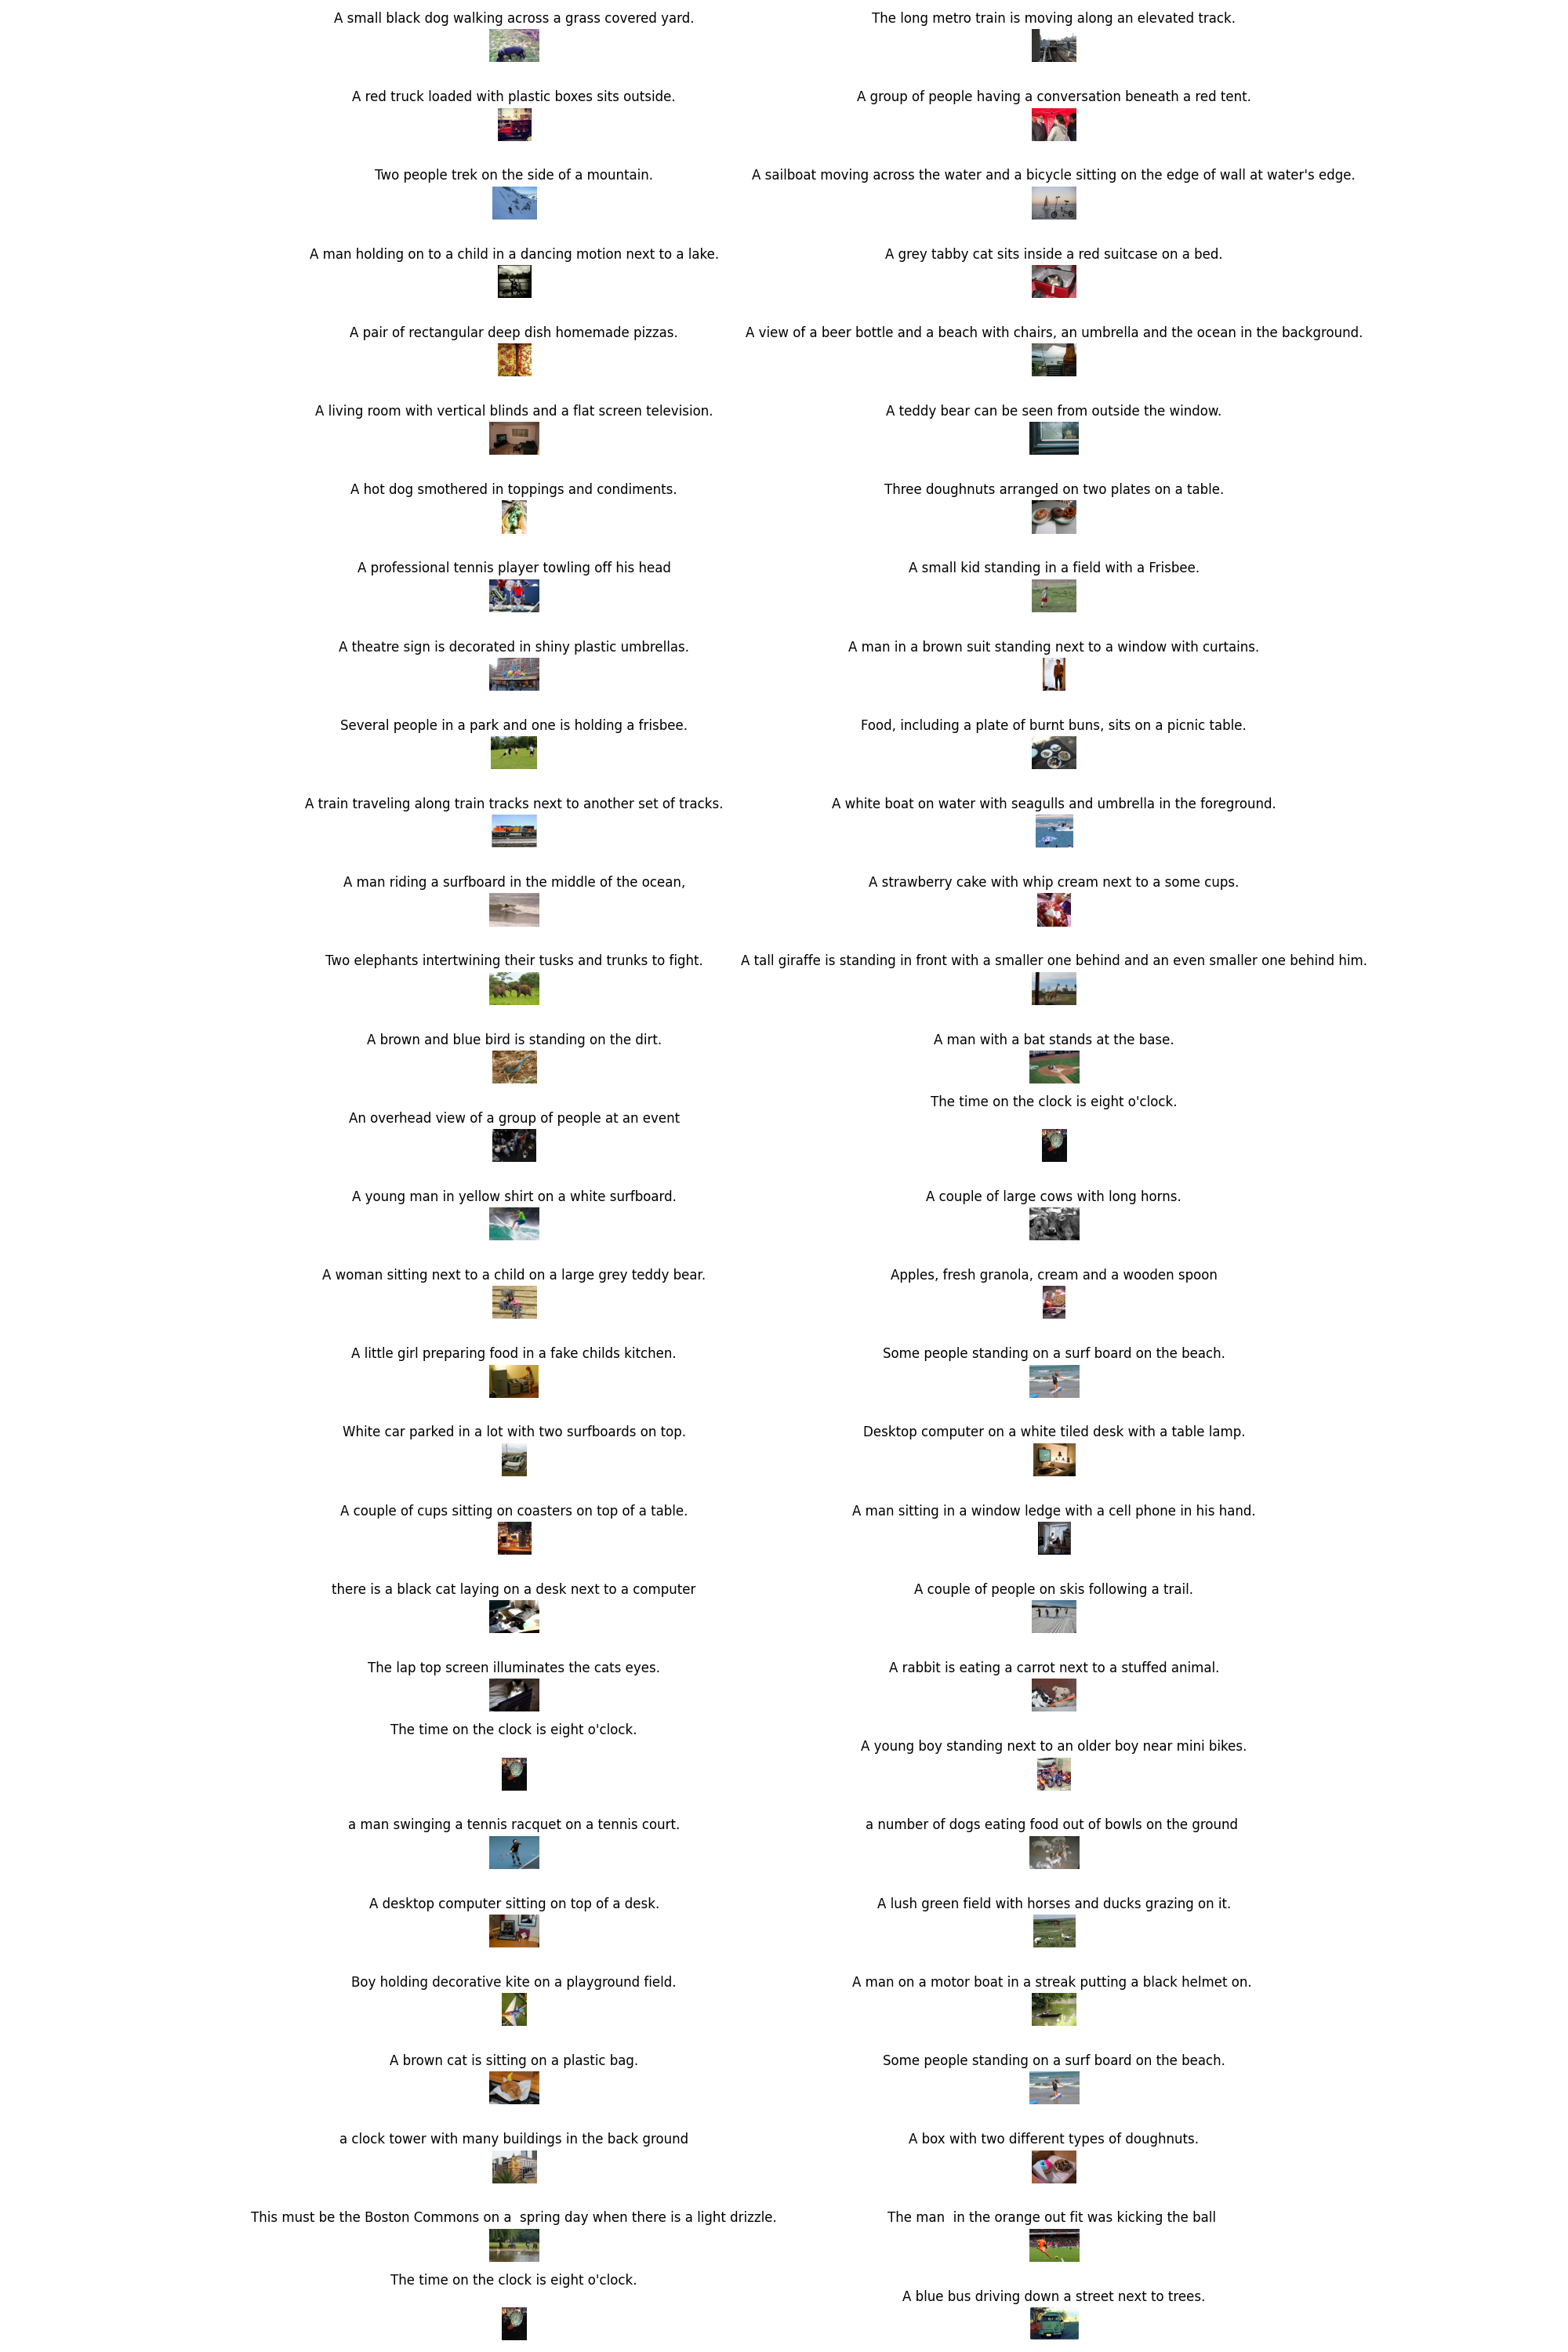 A small black dog walking across a grass covered yard.
The long metro train is moving along an elevated track.
A red truck loaded with plastic boxes sits outside.
A group of people having a conversation beneath a red tent.
Two people trek on the side of a mountain.
A sailboat moving across the water and a bicycle sitting on the edge of wall at water's edge.
A man holding on to a child in a dancing motion next to a lake.
A grey tabby cat sits inside a red suitcase on a bed.
A pair of rectangular deep dish homemade pizzas.
A view of a beer bottle and a beach with chairs, an umbrella and the ocean in the background.
A living room with vertical blinds and a flat screen television.
A teddy bear can be seen from outside the window.
A hot dog smothered in toppings and condiments.
Three doughnuts arranged on two plates on a table.
A professional tennis player towling off his head
A small kid standing in a field with a Frisbee.
A theatre sign is decorated in shiny plastic umbrellas.
A man in a brown suit standing next to a window with curtains.
Several people in a park and one is holding a frisbee.
Food, including a plate of burnt buns, sits on a picnic table.
A train traveling along train tracks next to another set of tracks.
A white boat on water with seagulls and umbrella in the foreground.
A man riding a surfboard in the middle of the ocean,
A strawberry cake with whip cream next to a some cups.
Two elephants intertwining their tusks and trunks to fight.
A tall giraffe is standing in front with a smaller one behind and an even smaller one behind him.
A brown and blue bird is standing on the dirt.
A man with a bat stands at the base.
An overhead view of a group of people at an event
The time on the clock is eight o'clock.
A young man in yellow shirt on a white surfboard.
A couple of large cows with long horns.
A woman sitting next to a child on a large grey teddy bear.
Apples, fresh granola, cream and a wooden spoon
A little girl preparing food in a fake childs kitchen.
Some people standing on a surf board on the beach.
White car parked in a lot with two surfboards on top.
Desktop computer on a white tiled desk with a table lamp.
A couple of cups sitting on coasters on top of a table.
A man sitting in a window ledge with a cell phone in his hand.
there is a black cat laying on a desk next to a computer
A couple of people on skis following a trail.
The lap top screen illuminates the cats eyes.
A rabbit is eating a carrot next to a stuffed animal.
The time on the clock is eight o'clock.
A young boy standing next to an older boy near mini bikes.
a man swinging a tennis racquet on a tennis court.
a number of dogs eating food out of bowls on the ground
A desktop computer sitting on top of a desk.
A lush green field with horses and ducks grazing on it.
Boy holding decorative kite on a playground field.
A man on a motor boat in a streak putting a black helmet on.
A brown cat is sitting on a plastic bag.
Some people standing on a surf board on the beach.
a clock tower with many buildings in the back ground
A box with two different types of doughnuts.
This must be the Boston Commons on a  spring day when there is a light drizzle.
The man  in the orange out fit was kicking the ball
The time on the clock is eight o'clock.
A blue bus driving down a street next to trees.